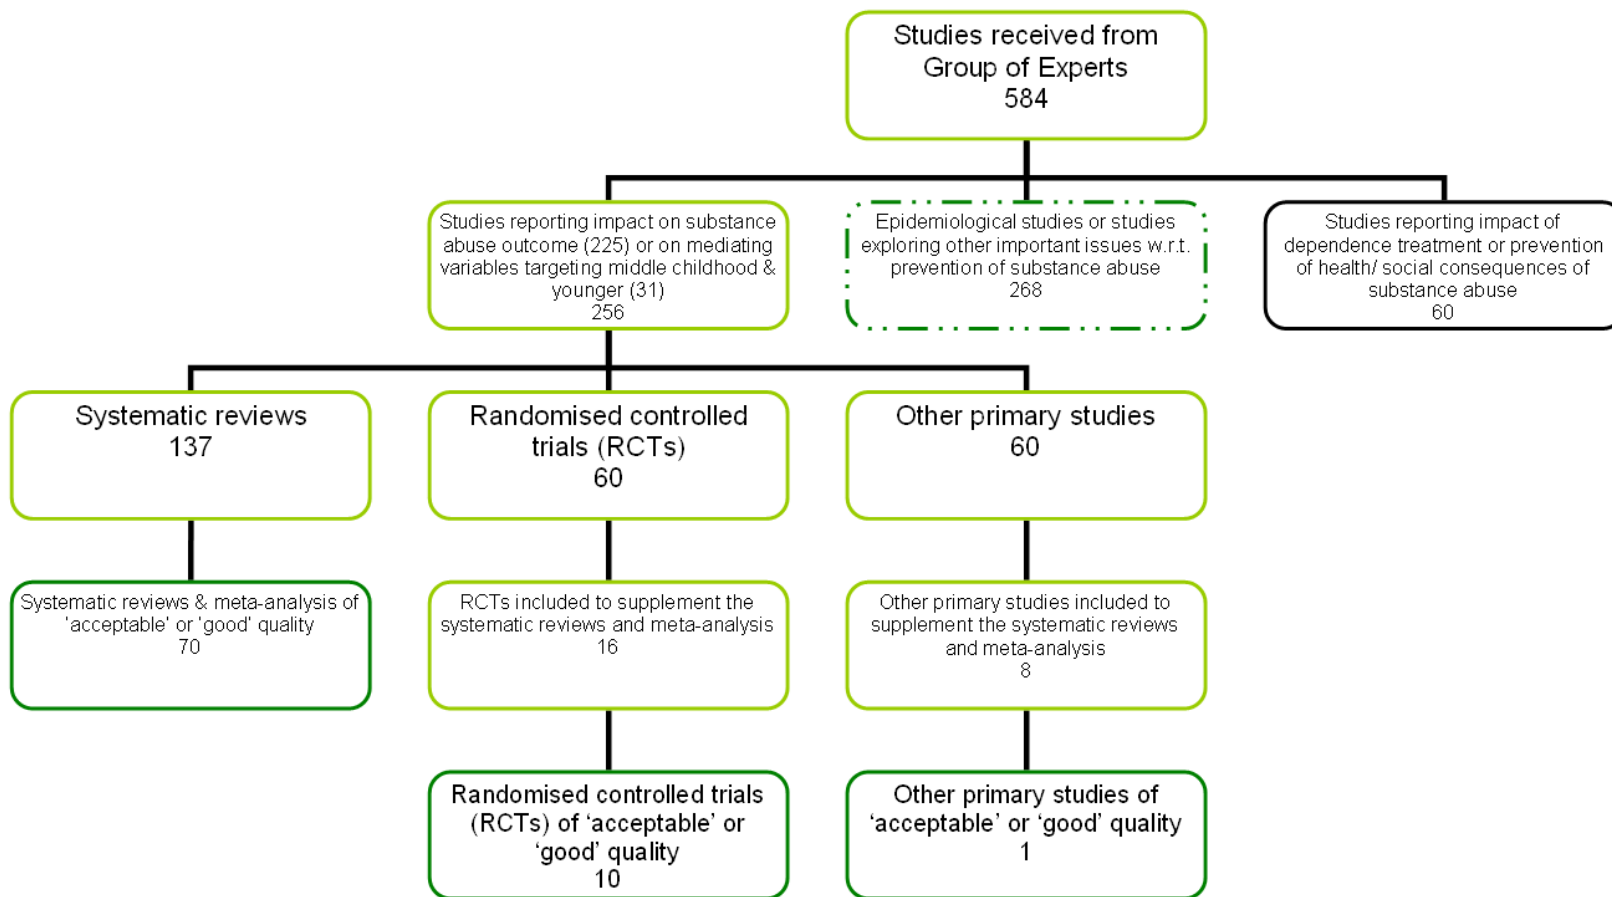 Studies received from
Group of Experts
584
Studies reporting impact on substance
abuse outcome (225) or on mediating
variables targeting middle childhood &
younger (31)
256
Epidemiological studies or studies
exploring other important issues w.r.t.
prevention of substance abuse
268
Studies reporting impact of
dependence treatment or prevention
of health/ social consequences of
substance abuse
60
Systematic reviews
137
Randomised controlled
trials (RCTs)
60
Other primary studies
60
Systematic reviews & meta-analysis of
‘acceptable’ or ‘good’ quality
70
RCTs included to supplement the
systematic reviews and meta-analysis
16
Other primary studies included to
supplement the systematic reviews
and meta-analysis
8
Randomised controlled trials
(RCTs) of ‘acceptable’ or
‘good’ quality
10
Other primary studies of
‘acceptable’ or ‘good’ quality
1